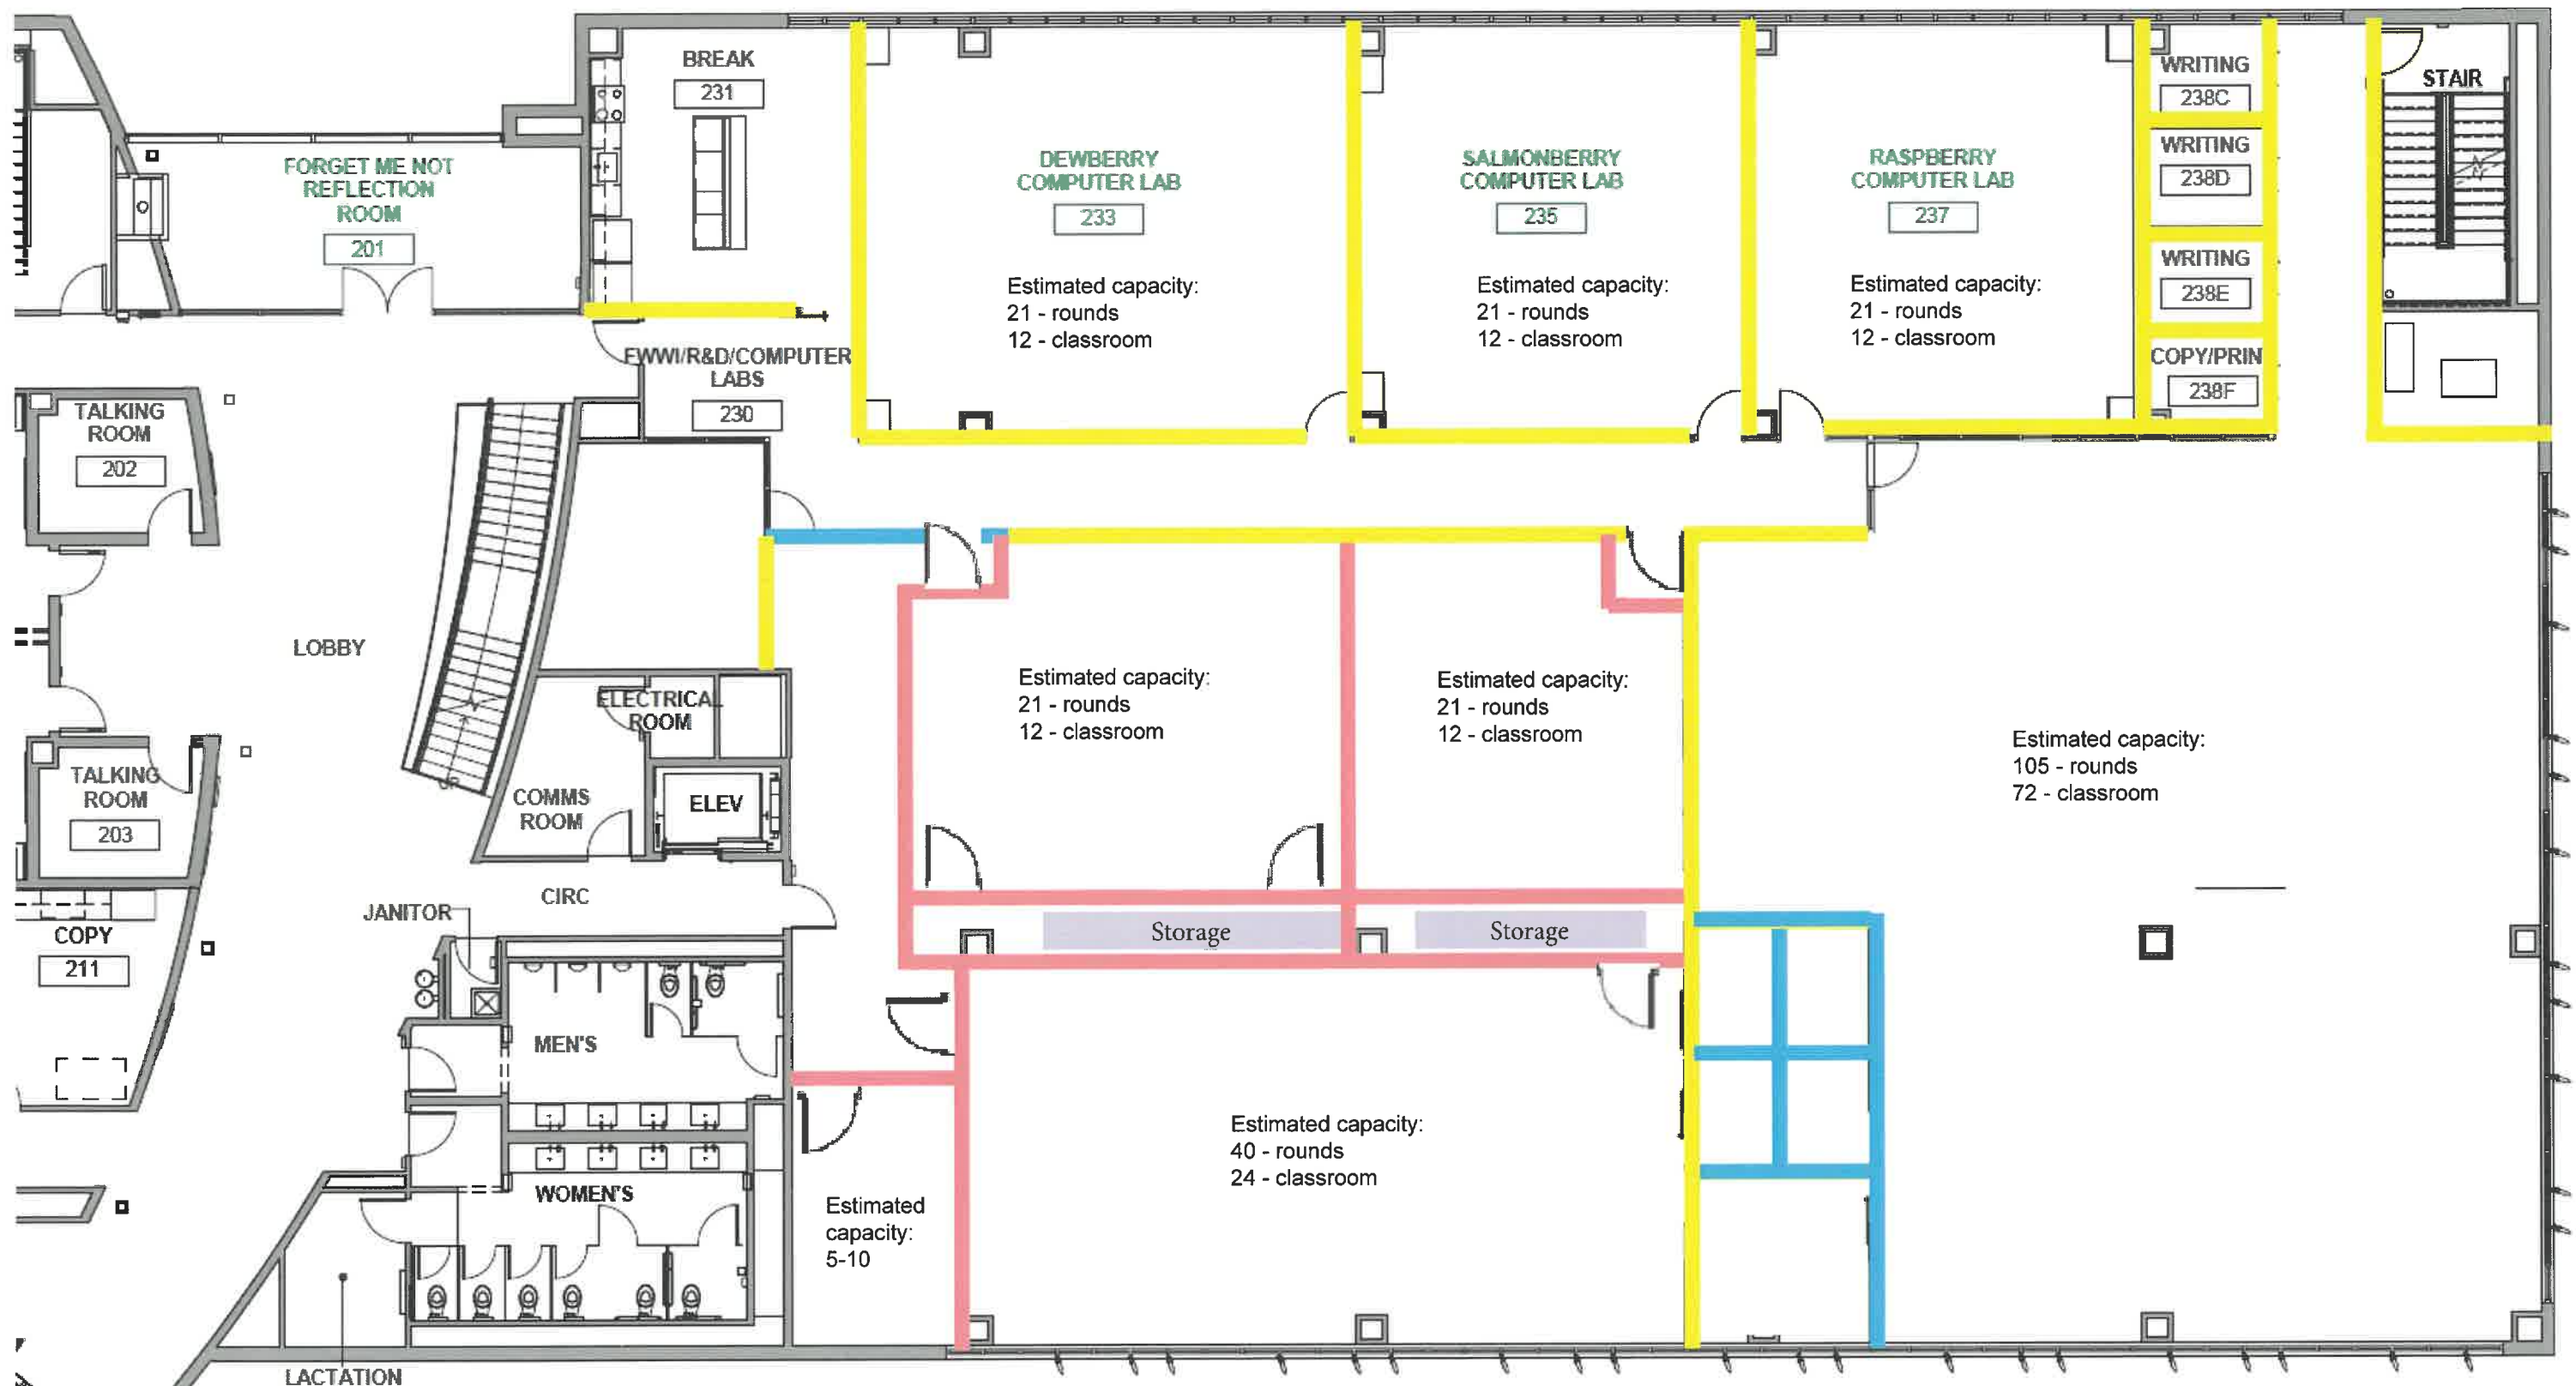 BREAK
231
WRITING
238C
STAIR
WRITING
238D
FORGET ME NOT
REFLECTION
ROOM
201
DEWBERRY
COMPUTER LAB
233
SALMONBERRY
COMPUTER LAB
235
RASPBERRY
COMPUTER LAB
237
WRITING
238E
Estimated capacity:
21 - rounds
12 - classroom
Estimated capacity:
21 - rounds
12 - classroom
Estimated capacity:
21 - rounds
12 - classroom
COPY/PRIN
238F
FWWI/R&D/COMPUTER
LABS
230
TALKING
ROOM
202
LOBBY
ELECTRICAL
ROOM
Estimated capacity:
21 - rounds
12 - classroom
Estimated capacity:
21 - rounds
12 - classroom
Estimated capacity:
105 - rounds
72 - classroom
TALKING
ROOM
203
UP
COMMS
ROOM
ELEV
CIRC
JANITOR
COPY
211
Storage
Storage
MEN'S
Estimated capacity:
40 - rounds
24 - classroom
WOMEN'S
Estimated
capacity:
5-10
LACTATION